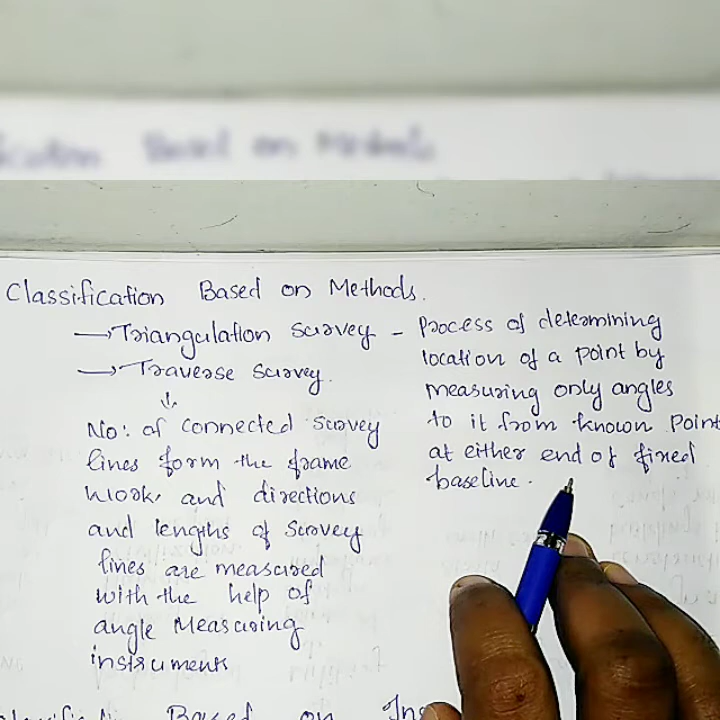 Classification Based on Methods.
→ Triangulation survey - Process of determining
location of a point by
measuring only angles
to it from known point
at either end of fixed
baseline.
→ Traverse survey.
↓
No: of connected survey
lines form the frame
work and directions
and lengths of survey
lines are measured
with the help of
angle Measuring
instruments
Based on Ins